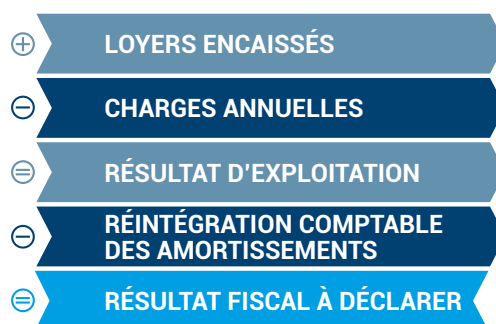 LOYERS ENCAISSÉS
CHARGES ANNUELLES
RÉSULTAT D'EXPLOITATION
RÉINTÉGRATION COMPTABLE
DES AMORTISSEMENTS
RÉSULTAT FISCAL À DÉCLARER